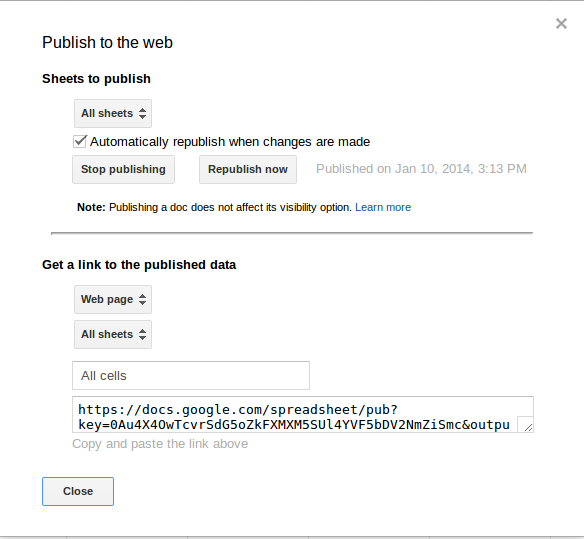 Publish to the web
Sheets to publish
All sheets
Automatically republish when changes are made
Stop publishing Republish now Published on Jan 10, 2014, 3:13 PM
Note: Publishing a doc does not affect its visibility option. Learn more
Get a link to the published data
Web page
All sheets
All cells
https://docs.google.com/spreadsheet/pub?
key=0Au4X4OwTcvrSdG5oZkFXMXM5SUl4YVF5bDV2NmZiSmc&outpu
Copy and paste the link above
Close